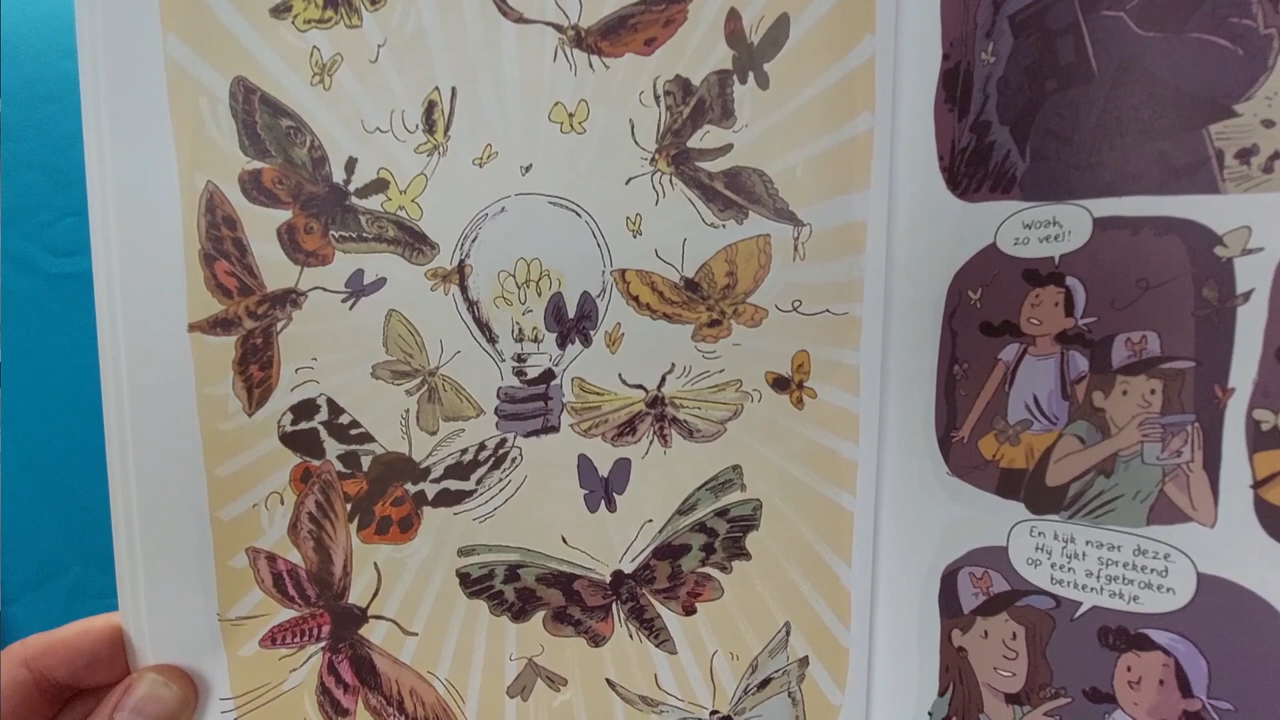 Woah,
zo veel!
En kijk naar deze.
Hij lijkt sprekend
op een afgebroken
berkentakje.